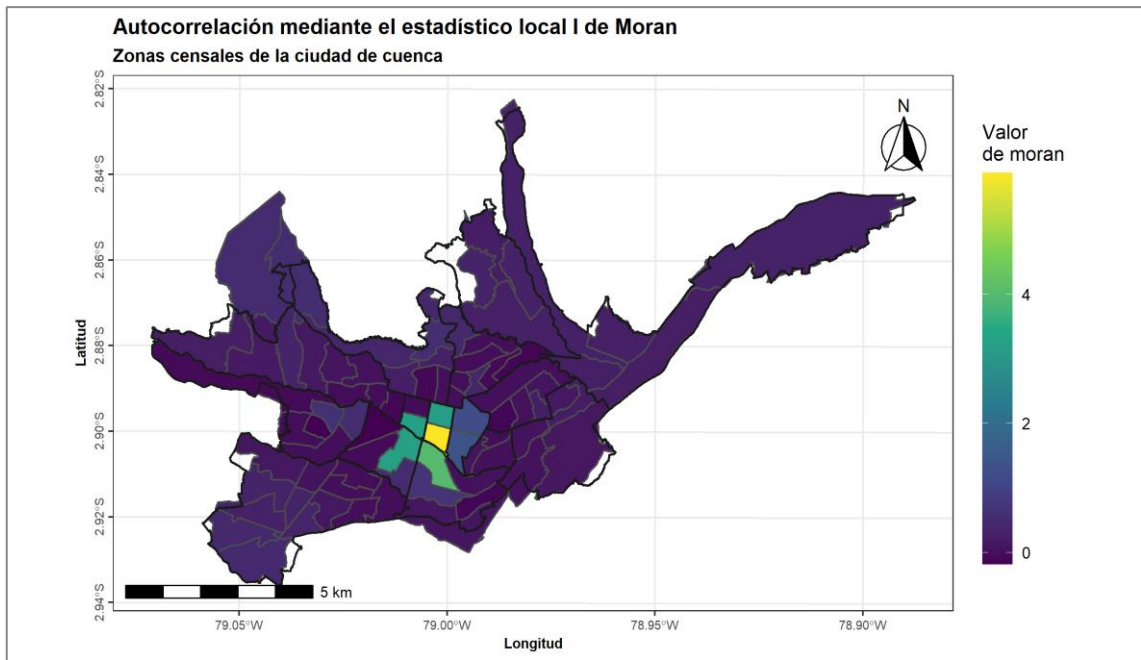 Autocorrelación mediante el estadístico local I de Moran
Zonas censales de la ciudad de cuenca
N
Valor
de moran
4
2
0
Latitud
2.82°S
2.84°S
2.86°S
2.88°S
2.90°S
2.92°S
2.94°S
5 km
79.05°W
79.00°W
78.95°W
78.90°W
Longitud